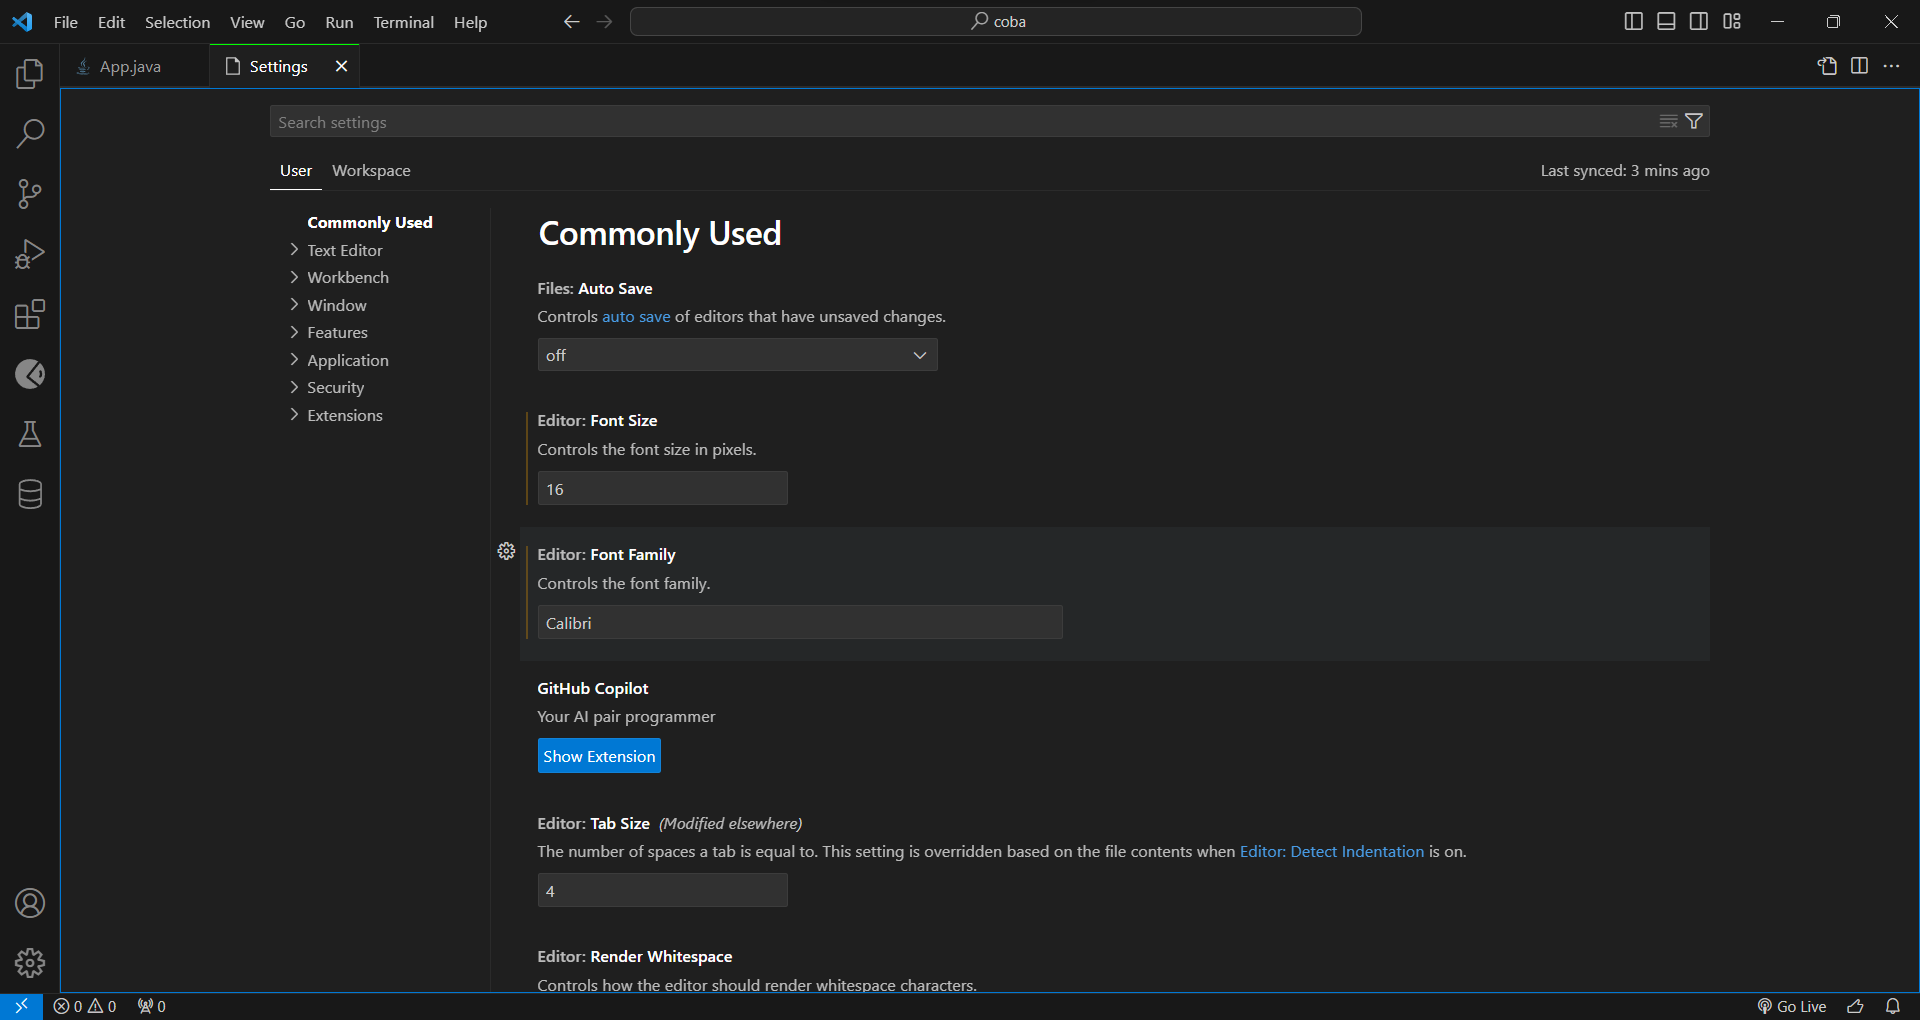 File Edit Selection View Go Run Terminal Help
coba
App.java
Settings
Search settings
User Workspace
Last synced: 3 mins ago
Commonly Used
Text Editor
Workbench
Window
Features
Application
Security
Extensions
Commonly Used
Files: Auto Save
Controls auto save of editors that have unsaved changes.
off
Editor: Font Size
Controls the font size in pixels.
16
Editor: Font Family
Controls the font family.
Calibri
GitHub Copilot
Your AI pair programmer
Show Extension
Editor: Tab Size (Modified elsewhere)
The number of spaces a tab is equal to. This setting is overridden based on the file contents when Editor: Detect Indentation is on.
4
Editor: Render Whitespace
Controls how the editor should render whitespace characters.
0 0 0
Go Live